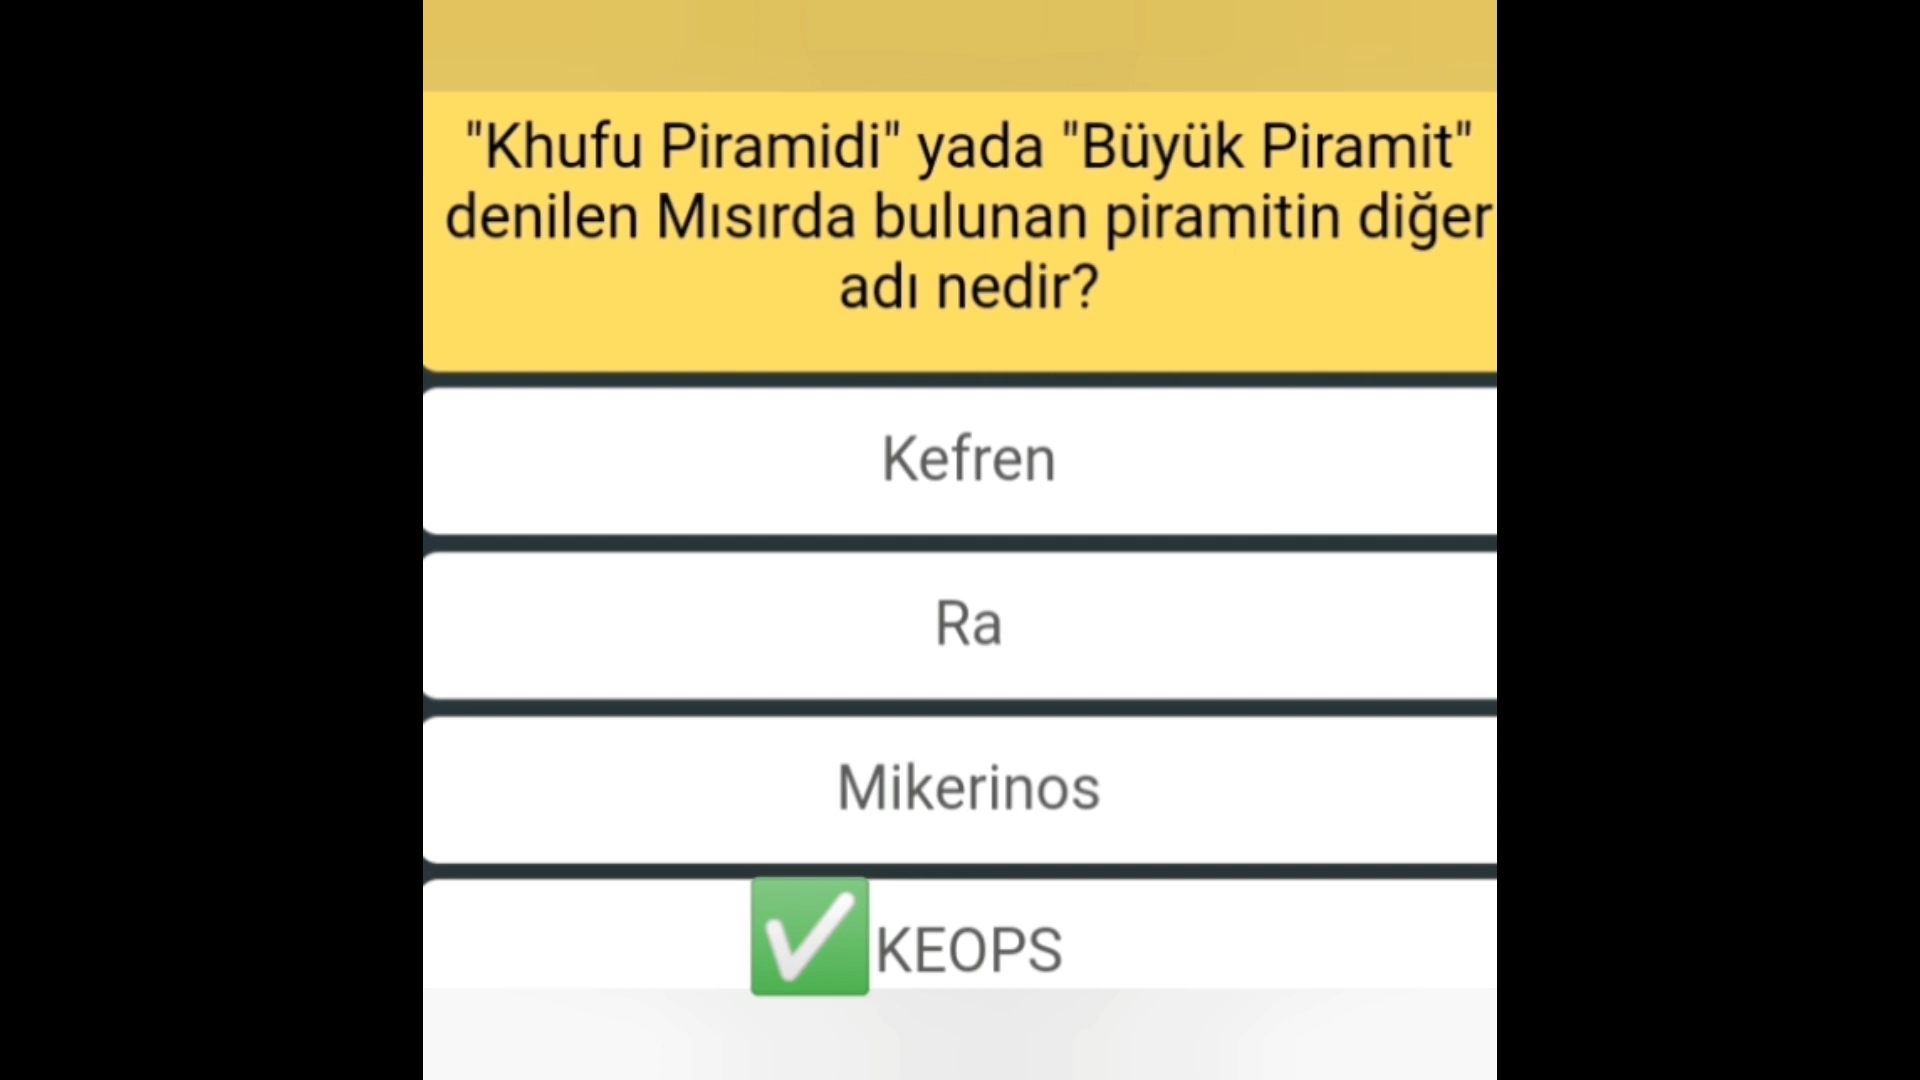 "Khufu Piramidi" yada "Büyük Piramit"
denilen Mısırda bulunan piramitin diğer
adı nedir?
Kefren
Ra
Mikerinos
✅KEOPS